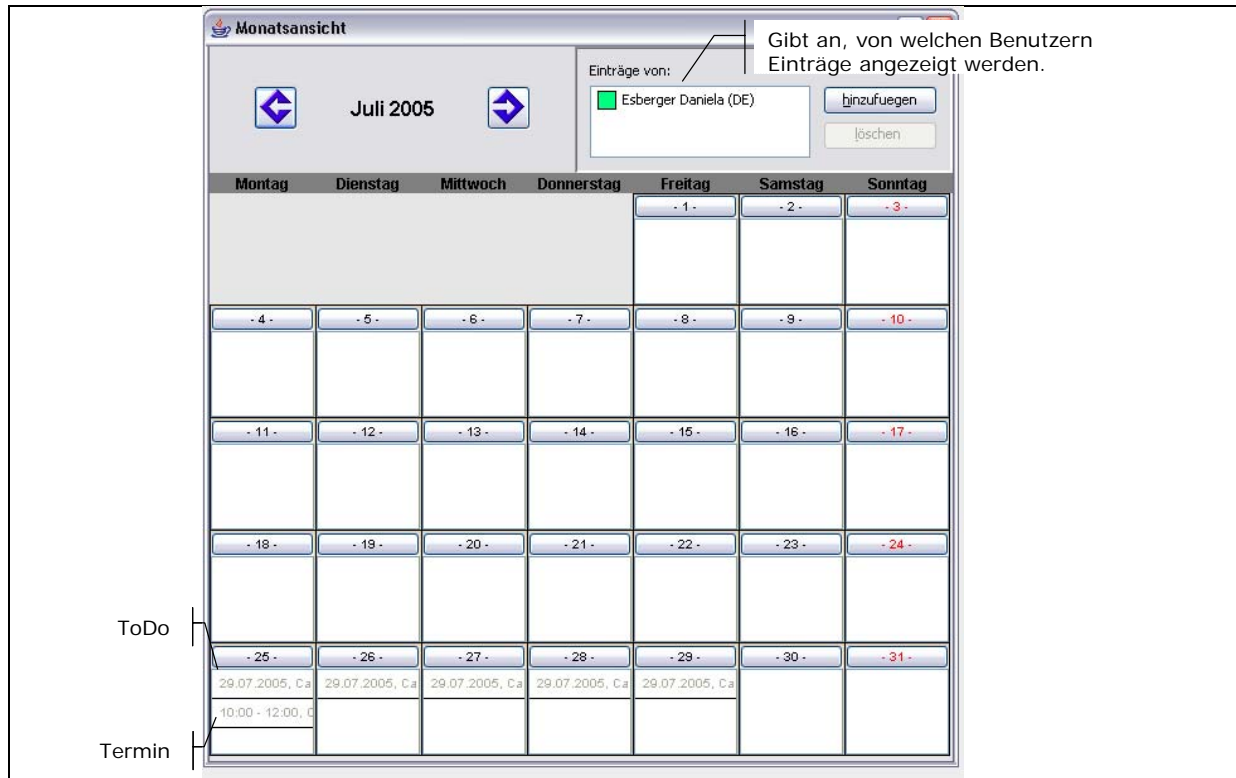 Monatsansicht
Gibt an, von welchen Benutzern
Einträge angezeigt werden.
Einträge von:
Juli 2005
Esberger Daniela (DE)
hinzufuegen
löschen
Montag Dienstag Mittwoch Donnerstag Freitag Samstag Sonntag
- 1 - - 2 - - 3 -
- 4 - - 5 - - 6 - - 7 - - 8 - - 9 - - 10 -
- 11 - - 12 - - 13 - - 14 - - 15 - - 16 - - 17 -
- 18 - - 19 - - 20 - - 21 - - 22 - - 23 - - 24 -
ToDo
- 25 - - 26 - - 27 - - 28 - - 29 - - 30 - - 31 -
29.07.2005, Ca 29.07.2005, Ca 29.07.2005, Ca 29.07.2005, Ca 29.07.2005, Ca
10:00 - 12:00,
Termin